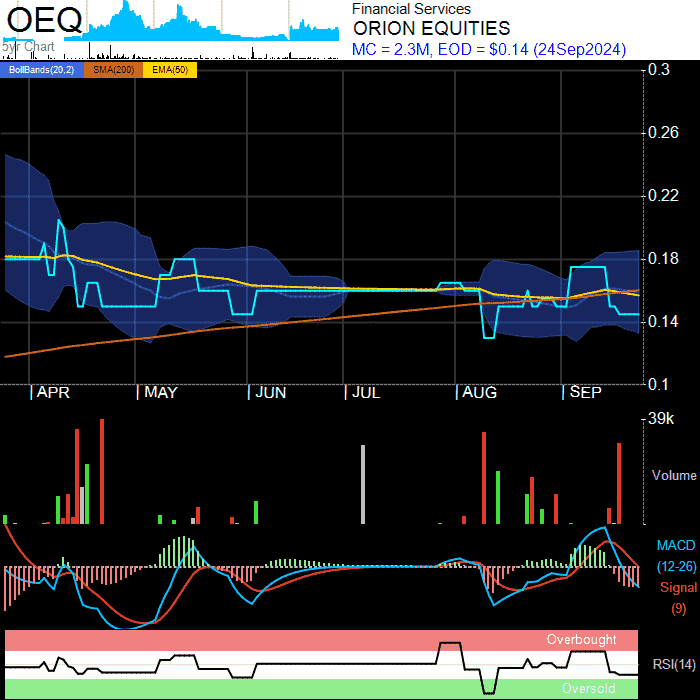 OEQ
5yr Chart
Financial Services
ORION EQUITIES
MC = 2.3M, EOD = $0.14 (24Sep2024)
BollBands(20,2) SMA(200) EMA(50)
0.3
0.26
0.22
0.18
0.14
0.1
APR MAY JUN JUL AUG SEP
39k
Volume
MACD
(12-26)
Signal
(9)
Overbought
RSI(14)
Oversold